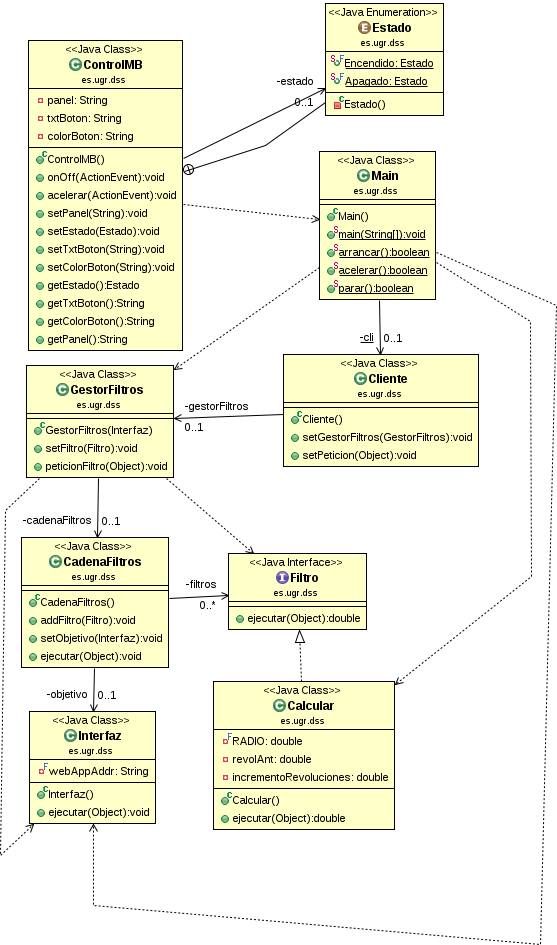 <<Java Enumeration>>
Estado
es.ugr.dss
Encendido: Estado
Apagado: Estado
Estado()
<<Java Class>>
ControlMB
es.ugr.dss
panel: String
txtBoton: String
colorBoton: String
ControlMB()
onOff(ActionEvent):void
acelerar(ActionEvent):void
setPanel(String):void
setEstado(Estado):void
setTxtBoton(String):void
setColorBoton(String):void
getEstado():Estado
getTxtBoton():String
getColorBoton():String
getPanel():String
-estado
0..1
<<Java Class>>
Main
es.ugr.dss
Main()
main(String[]):void
arrancar():boolean
acelerar():boolean
parar():boolean
-cli
0..1
<<Java Class>>
Cliente
es.ugr.dss
Cliente()
setGestorFiltros(GestorFiltros):void
setPeticion(Object):void
-gestorFiltros
0..1
<<Java Class>>
GestorFiltros
es.ugr.dss
GestorFiltros(Interfaz)
setFiltro(Filtro):void
peticionFiltro(Object):void
-cadenaFiltros
0..1
<<Java Class>>
CadenaFiltros
es.ugr.dss
CadenaFiltros()
addFiltro(Filtro):void
setObjetivo(Interfaz):void
ejecutar(Object):void
-filtros
0..*
<<Java Interface>>
Filtro
es.ugr.dss
ejecutar(Object):double
-objetivo
0..1
<<Java Class>>
Interfaz
es.ugr.dss
webAppAddr: String
Interfaz()
ejecutar(Object):void
<<Java Class>>
Calcular
es.ugr.dss
RADIO: double
revolAnt: double
incrementoRevoluciones: double
Calcular()
ejecutar(Object):double